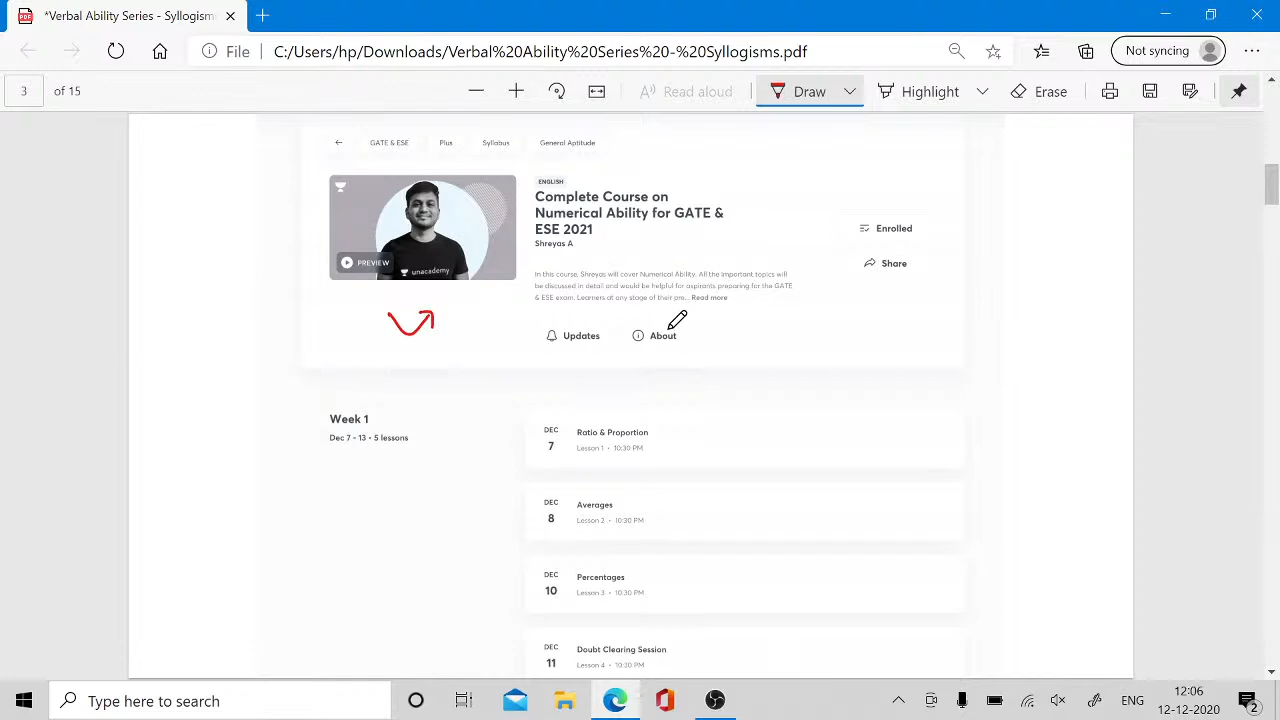 *Verbal Ability Series - Syllogism
File
C:/Users/hp/Downloads/Verbal%20Ability%20Series%20-%20Syllogisms.pdf
Not syncing
3
of 15
Read aloud
Draw
Highlight
Erase
GATE & ESE
Plus
Syllabus
General Aptitude
PREVIEW
unacademy
ENGLISH
Complete Course on
Numerical Ability for GATE &
ESE 2021
Shreyas A
In this course, Shreyas will cover Numerical Ability. All the important topics will
be discussed in detail and would be helpful for aspirants preparing for the GATE
& ESE exam. Learners at any stage of their pre... Read more
Updates
About
Enrolled
Share
Week 1
Dec 7 - 13 • 5 lessons
DEC
7
Ratio & Proportion
Lesson 1 • 10:30 PM
DEC
8
Averages
Lesson 2 • 10:30 PM
DEC
10
Percentages
Lesson 3 • 10:30 PM
DEC
11
Doubt Clearing Session
Lesson 4 • 10:30 PM
Type here to search
ENG
12:06
12-12-2020
2